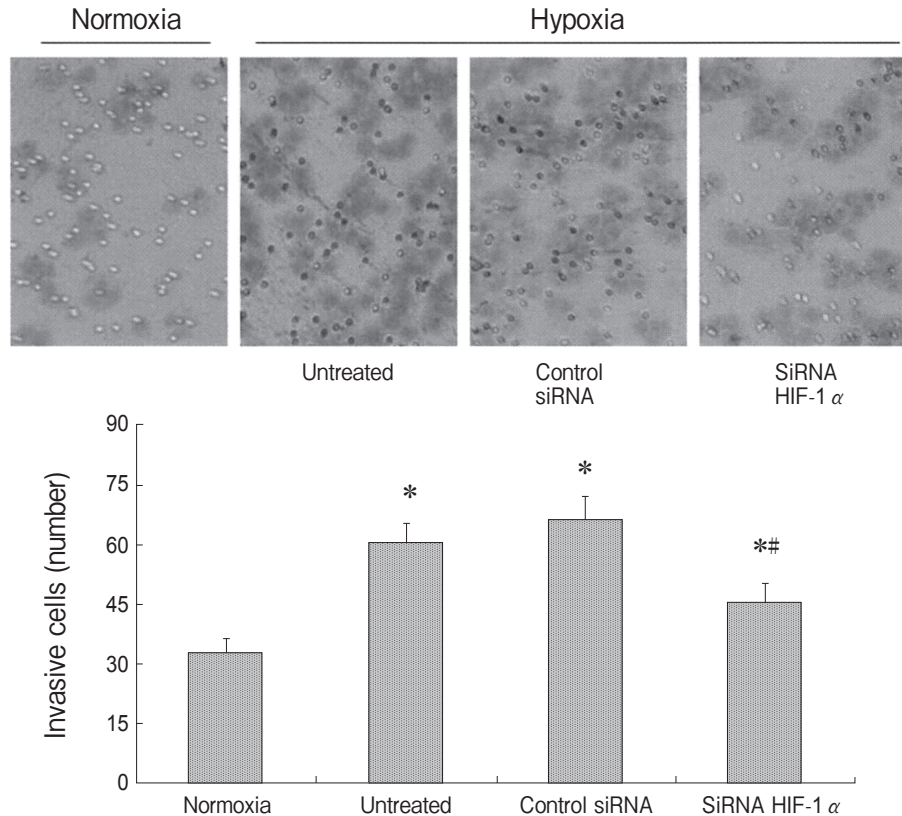 Normoxia
Hypoxia
Untreated
Control
siRNA
SiRNA
HIF-1 α
Invasive cells (number)
90
75
60
45
30
15
0
*
*
*#
Normoxia
Untreated
Control siRNA
SiRNA HIF-1 α